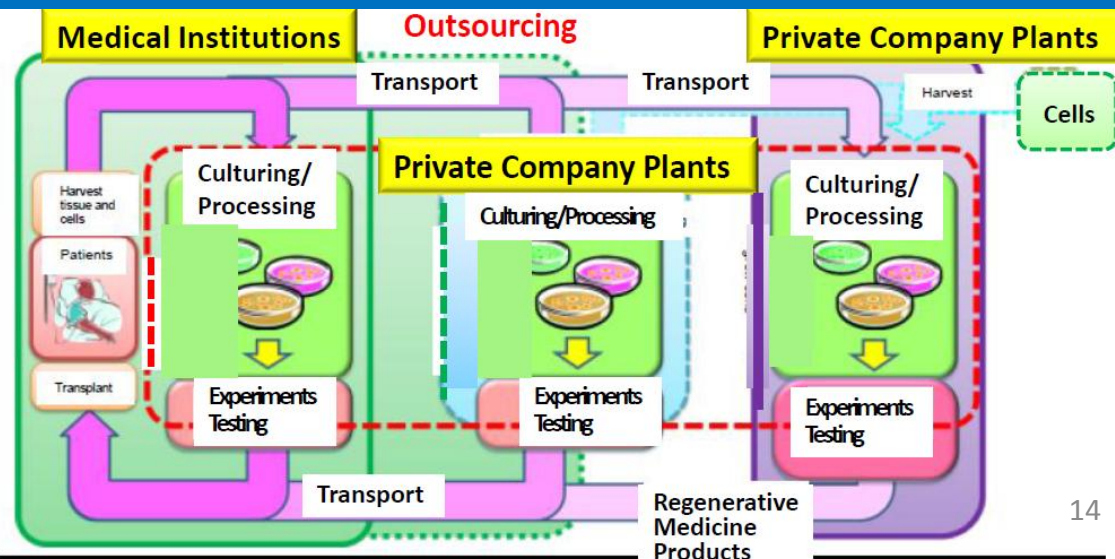 Medical Institutions
Outsourcing
Private Company Plants
Transport
Transport
Harvest
Cells
Private Company Plants
Culturing/
Processing
Culturing/Processing
Culturing/
Processing
Harvest
tissue and
cells
Patients
Transplant
Experiments
Testing
Experiments
Testing
Experiments
Testing
Transport
Regenerative
Medicine
Products
14